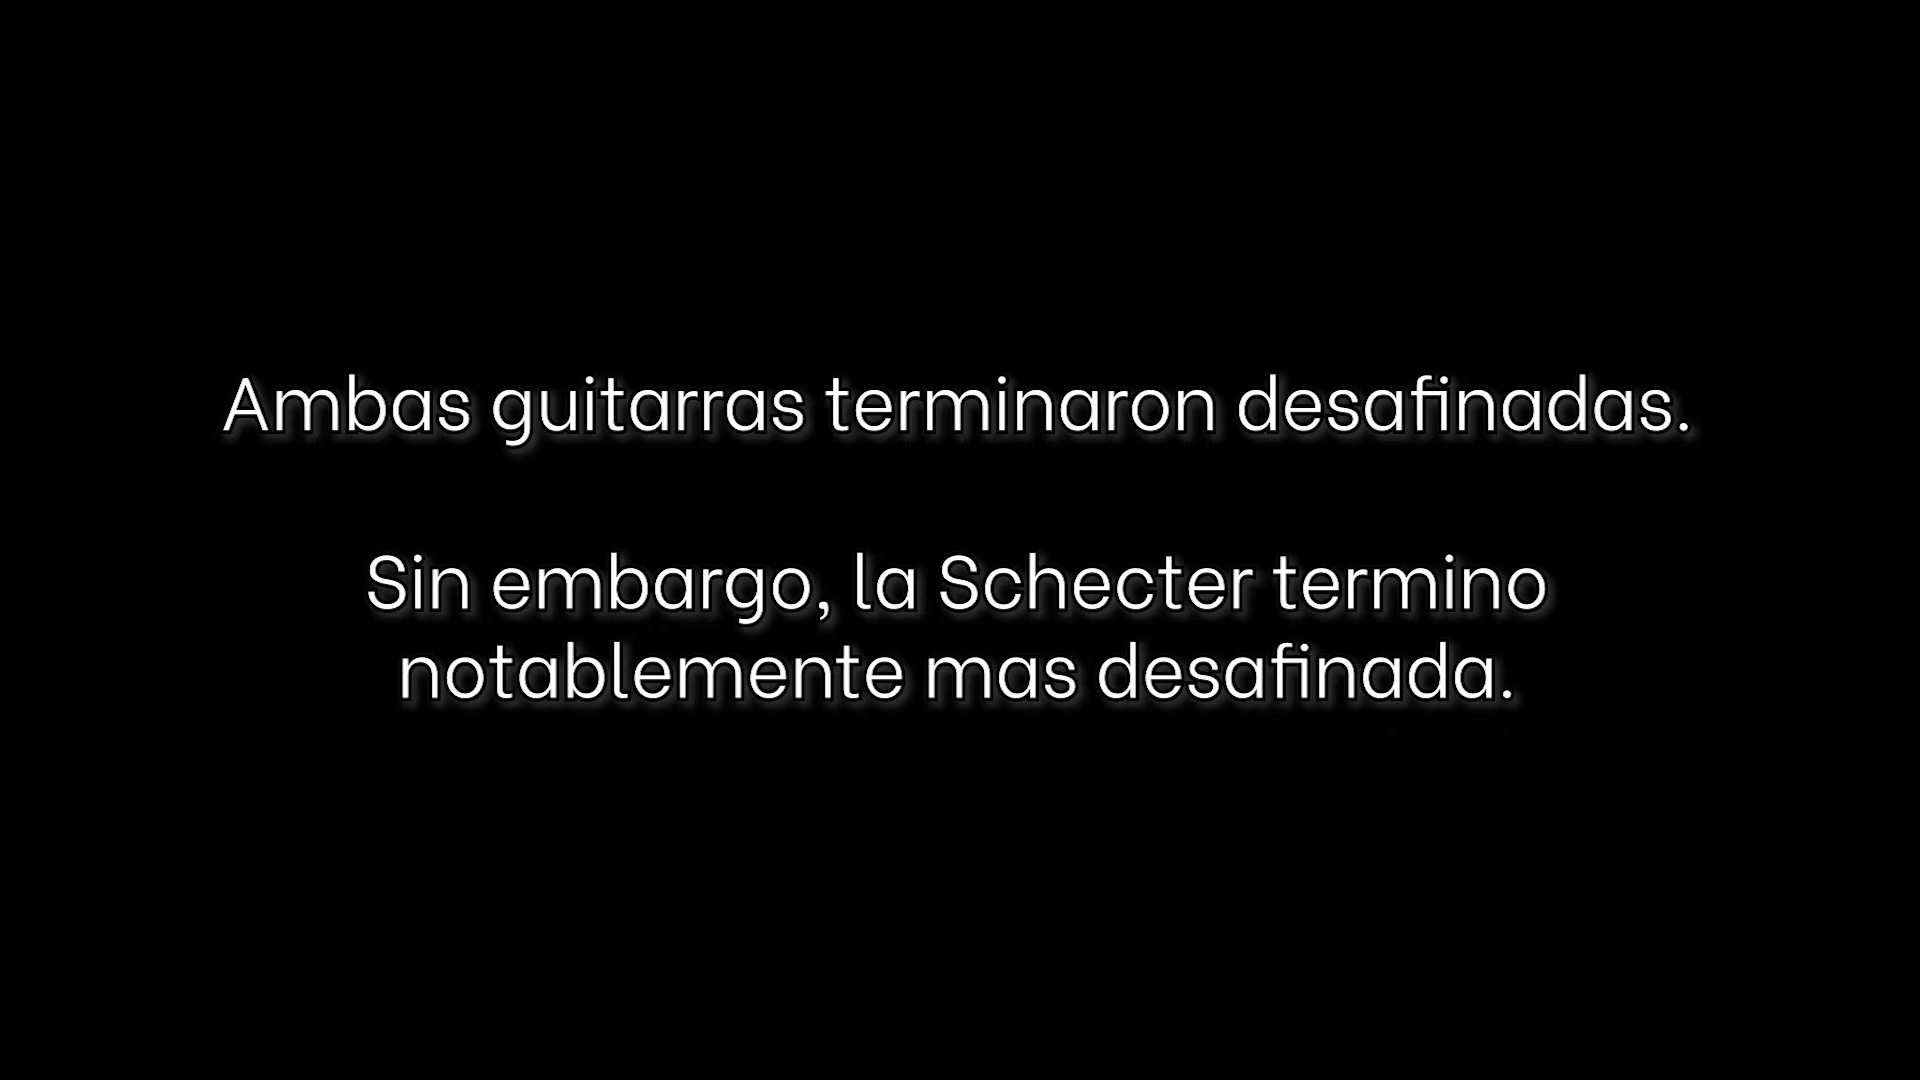 Ambas guitarras terminaron desafinadas.
Sin embargo, la Schecter termino
notablemente mas desafinada.